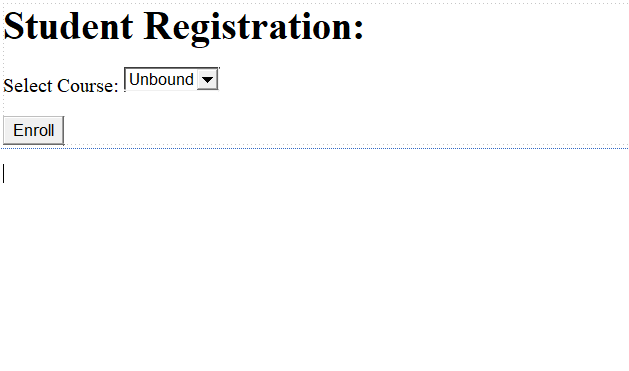 Student Registration:
Select Course: Unbound
Enroll